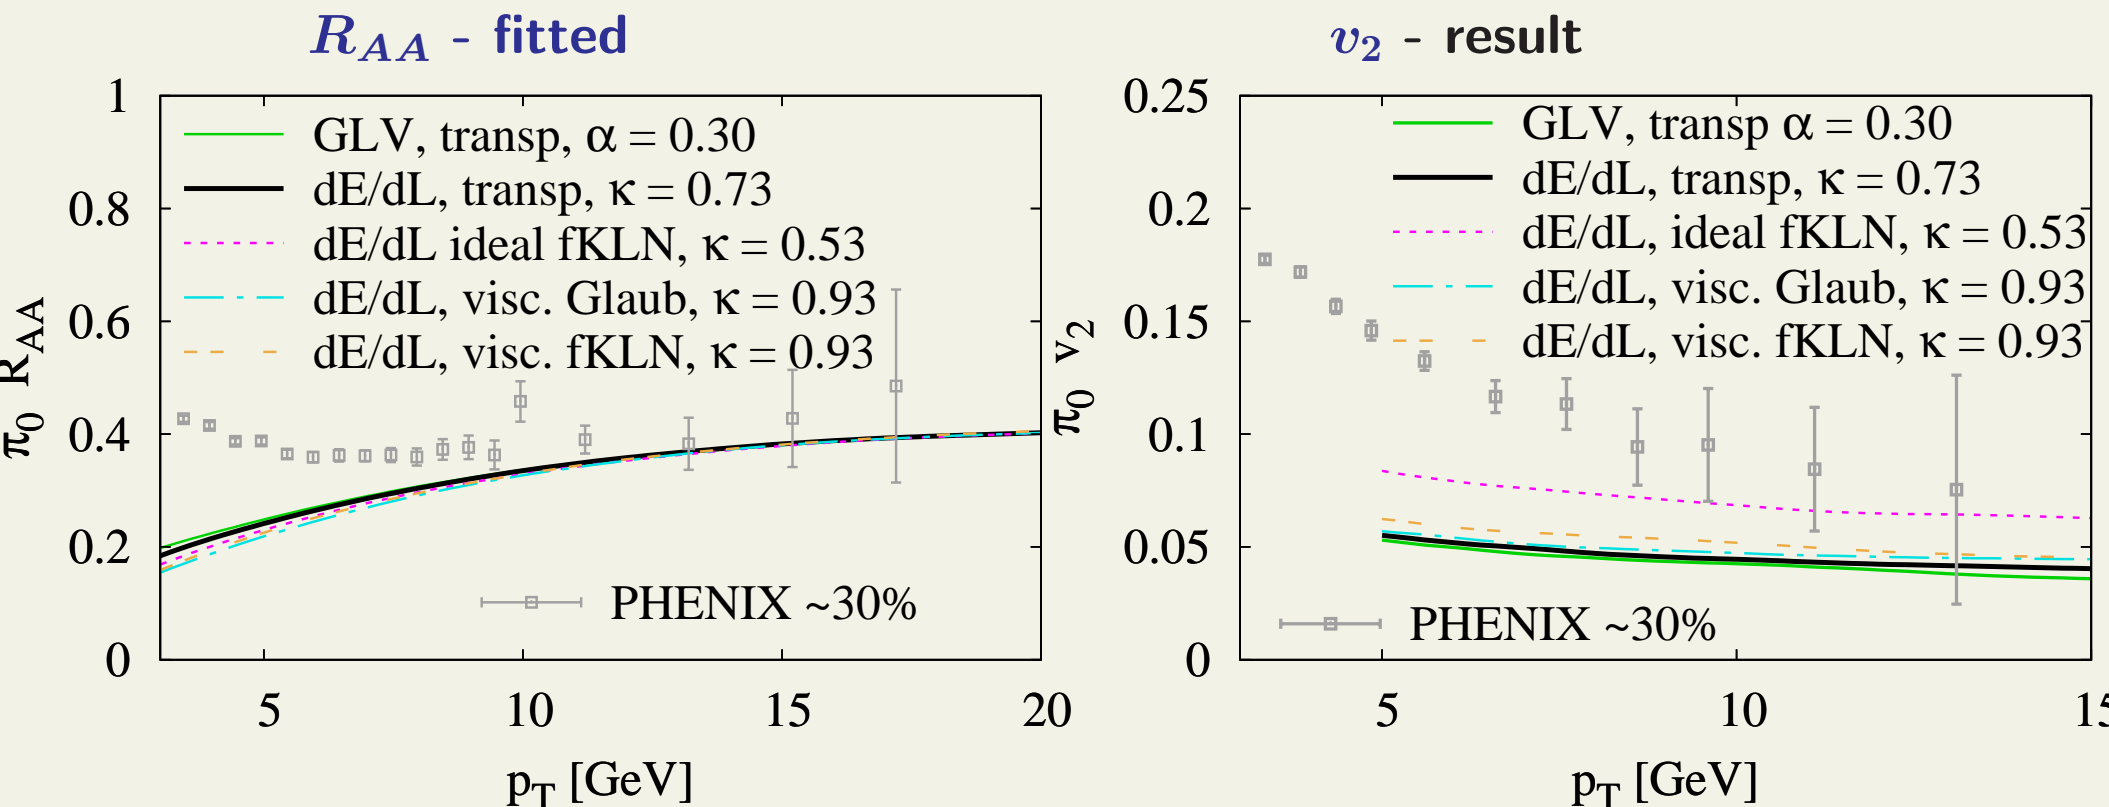 R_AA - fitted
1
0.8
0.6
0.4
0.2
0
π0 R_AA
GLV, transp, α = 0.30
dE/dL, transp, κ = 0.73
dE/dL ideal fKLN, κ = 0.53
dE/dL, visc. Glaub, κ = 0.93
dE/dL, visc. fKLN, κ = 0.93
PHENIX ~30%
5 10 15 20
p_T [GeV]
v_2 - result
0.25
0.2
0.15
0.1
0.05
0
π0 v_2
GLV, transp α = 0.30
dE/dL, transp, κ = 0.73
dE/dL, ideal fKLN, κ = 0.53
dE/dL, visc. Glaub, κ = 0.93
dE/dL, visc. fKLN, κ = 0.93
PHENIX ~30%
5 10 15
p_T [GeV]